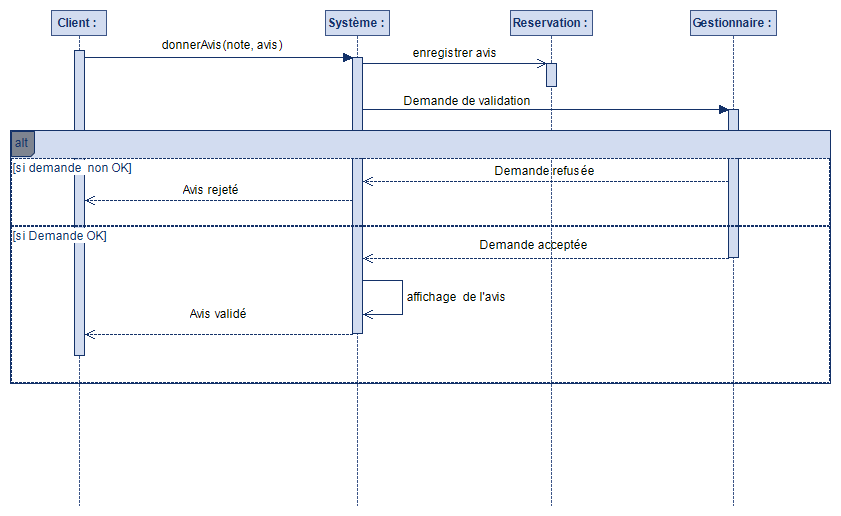 Client :
Système :
Reservation :
Gestionnaire :
donnerAvis(note, avis)
enregistrer avis
Demande de validation
alt
[si demande  non OK]
Demande refusée
Avis rejeté
[si Demande OK]
Demande acceptée
affichage  de l'avis
Avis validé